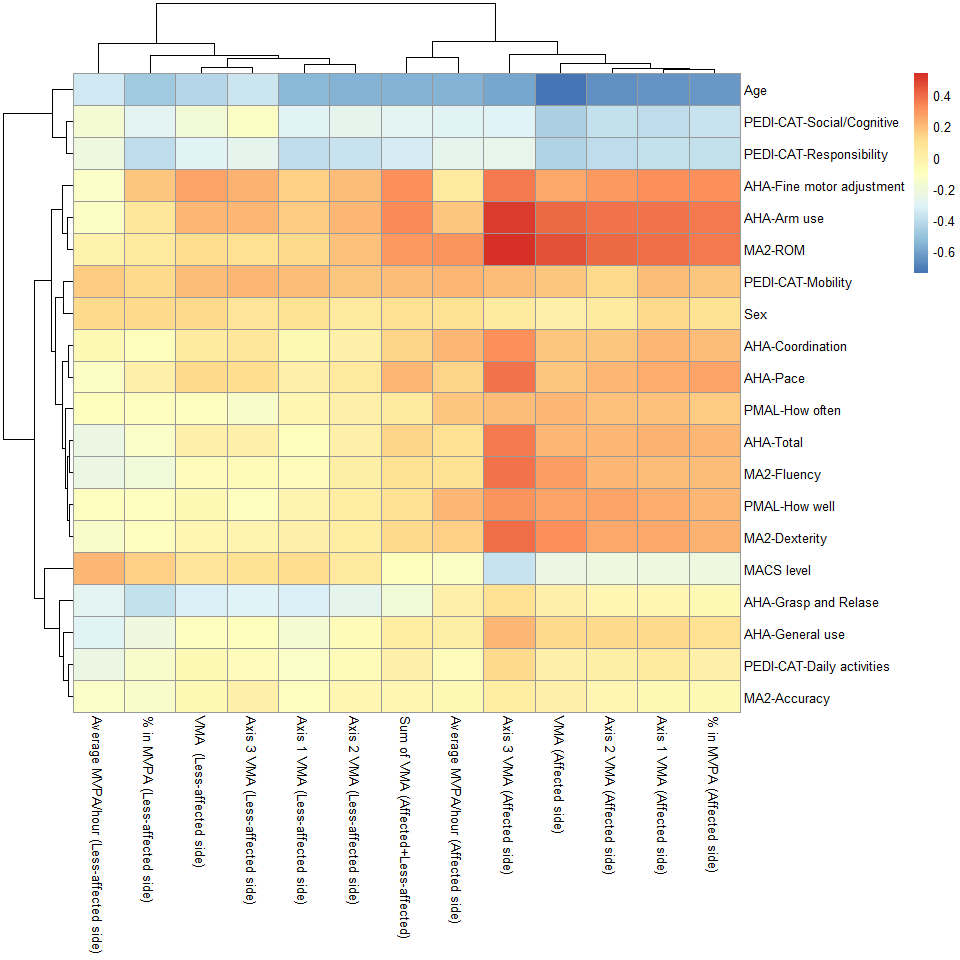 Age
PEDI-CAT-Social/Cognitive
PEDI-CAT-Responsibility
AHA-Fine motor adjustment
AHA-Arm use
MA2-ROM
PEDI-CAT-Mobility
Sex
AHA-Coordination
AHA-Pace
PMAL-How often
AHA-Total
MA2-Fluency
PMAL-How well
MA2-Dexterity
MACS level
AHA-Grasp and Relase
AHA-General use
PEDI-CAT-Daily activities
MA2-Accuracy
0.4
0.2
0
-0.2
-0.4
-0.6
Average MVPA/hour (Less-affected side)
% in MVPA (Less-affected side)
VMA (Less-affected side)
Axis 3 VMA (Less-affected side)
Axis 1 VMA (Less-affected side)
Axis 2 VMA (Less-affected side)
Sum of VMA (Affected+Less-affected)
Average MVPA/hour (Affected side)
Axis 3 VMA (Affected side)
VMA (Affected side)
Axis 2 VMA (Affected side)
Axis 1 VMA (Affected side)
% in MVPA (Affected side)